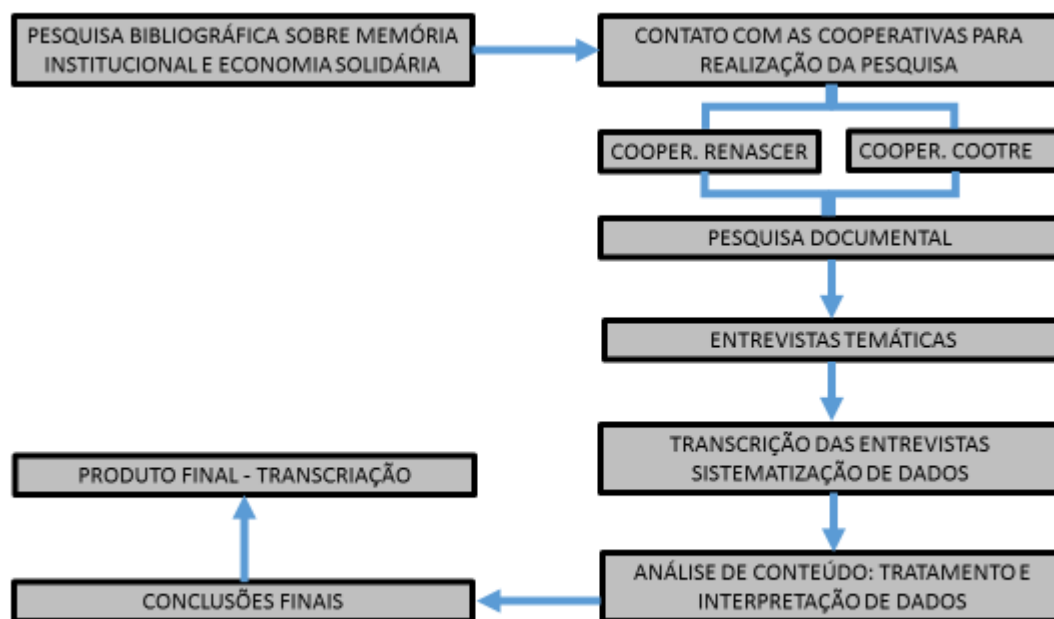 PESQUISA BIBLIOGRÁFICA SOBRE MEMÓRIA
INSTITUCIONAL E ECONOMIA SOLIDÁRIA
CONTATO COM AS COOPERATIVAS PARA
REALIZAÇÃO DA PESQUISA
COOPER. RENASCER
COOPER. COOTRE
PESQUISA DOCUMENTAL
ENTREVISTAS TEMÁTICAS
TRANSCRIÇÃO DAS ENTREVISTAS
SISTEMATIZAÇÃO DE DADOS
ANÁLISE DE CONTEÚDO: TRATAMENTO E
INTERPRETAÇÃO DE DADOS
CONCLUSÕES FINAIS
PRODUTO FINAL - TRANSCRIAÇÃO